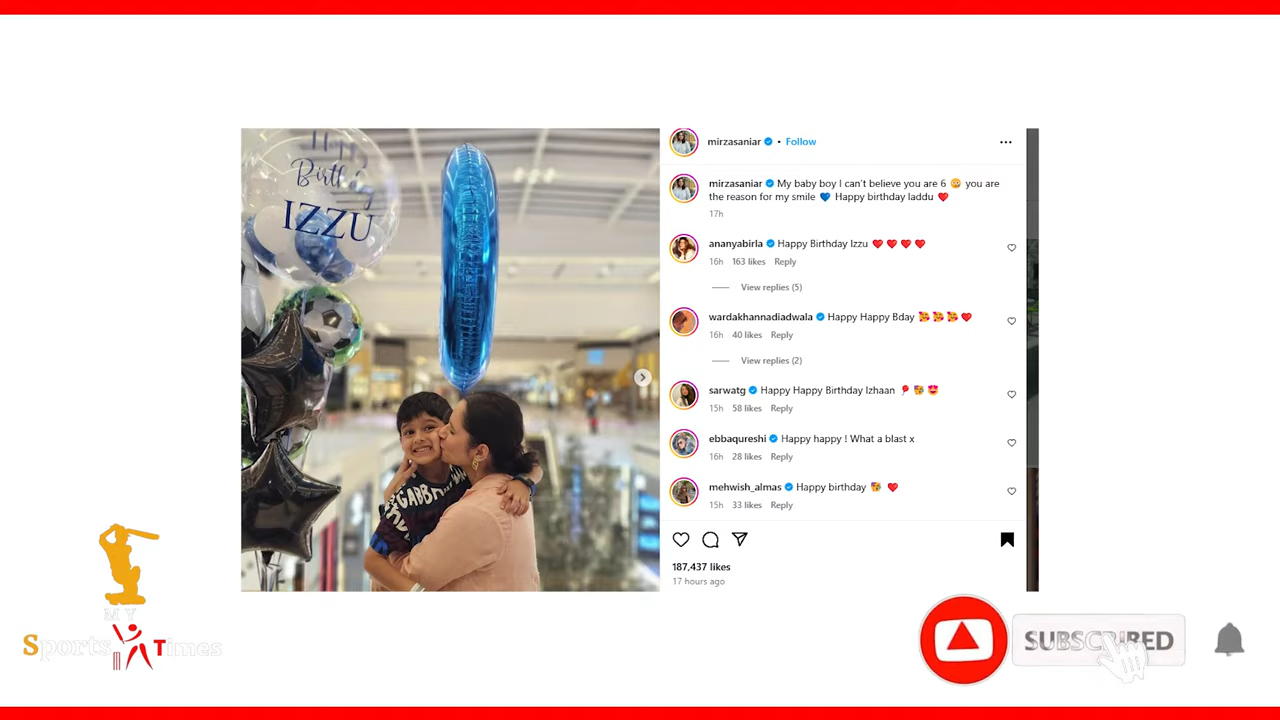 Happy
Birthday
IZZU
GABBA
mirzasaniar • Follow
mirzasaniar My baby boy I can't believe you are 6 😳 you are
the reason for my smile 💙 Happy birthday laddu ❤️
17h
ananyabirla Happy Birthday Izzu ❤️ ❤️ ❤️ ❤️
16h 163 likes Reply
View replies (5)
wardakhannadiadwala Happy Happy Bday 🥰 🥰 🥰 ❤️
16h 40 likes Reply
View replies (2)
sarwatg Happy Happy Birthday Izhaan 🎈 🥳 😍
15h 58 likes Reply
ebbaqureshi Happy happy ! What a blast x
16h 28 likes Reply
mehwish_almas Happy birthday 🥳 ❤️
15h 33 likes Reply
187,437 likes
17 hours ago
MY
Sports Times
SUBSCRIBED